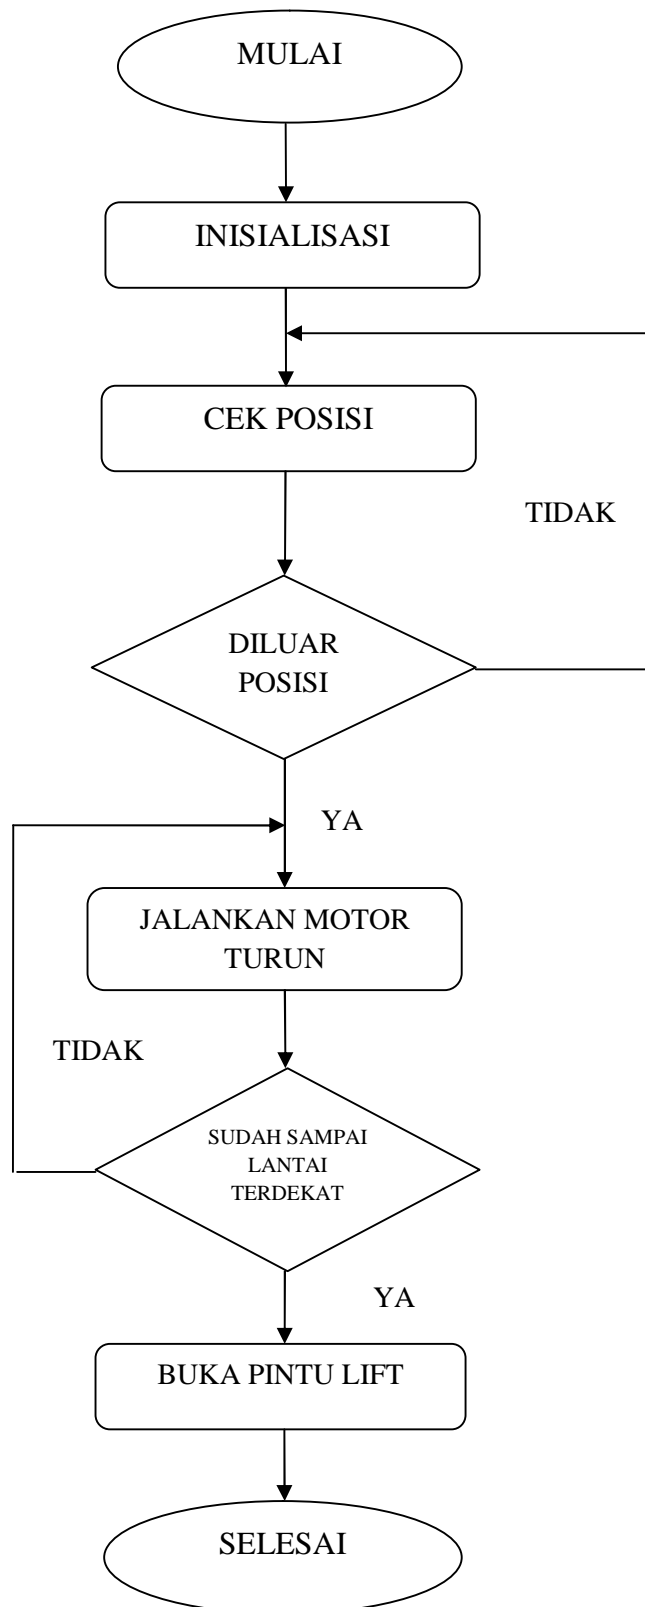 MULAI
INISIALISASI
CEK POSISI
TIDAK
DILUAR
POSISI
YA
JALANKAN MOTOR
TURUN
TIDAK
SUDAH SAMPAI
LANTAI
TERDEKAT
YA
BUKA PINTU LIFT
SELESAI